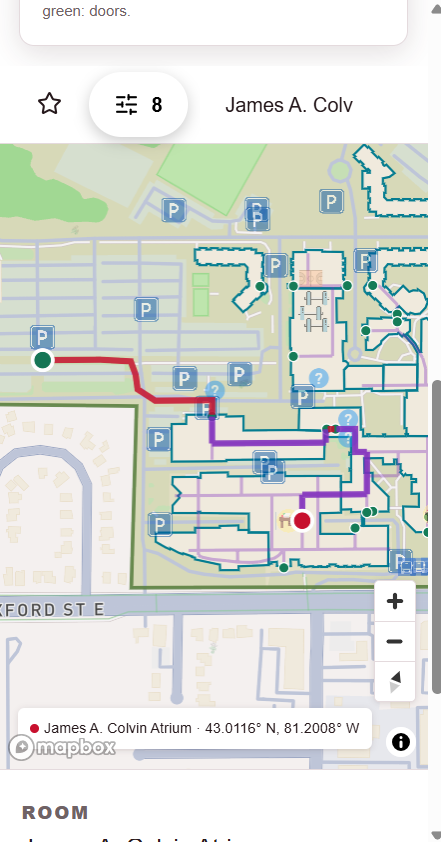 green: doors.
8
James A. Colv
P
P
P
P
P
P
P
P
P
P
?
?
P
P
?
P
P
P
P
P
XFORD ST E
+
−
James A. Colvin Atrium · 43.0116° N, 81.2008° W
mapbox
i
ROOM